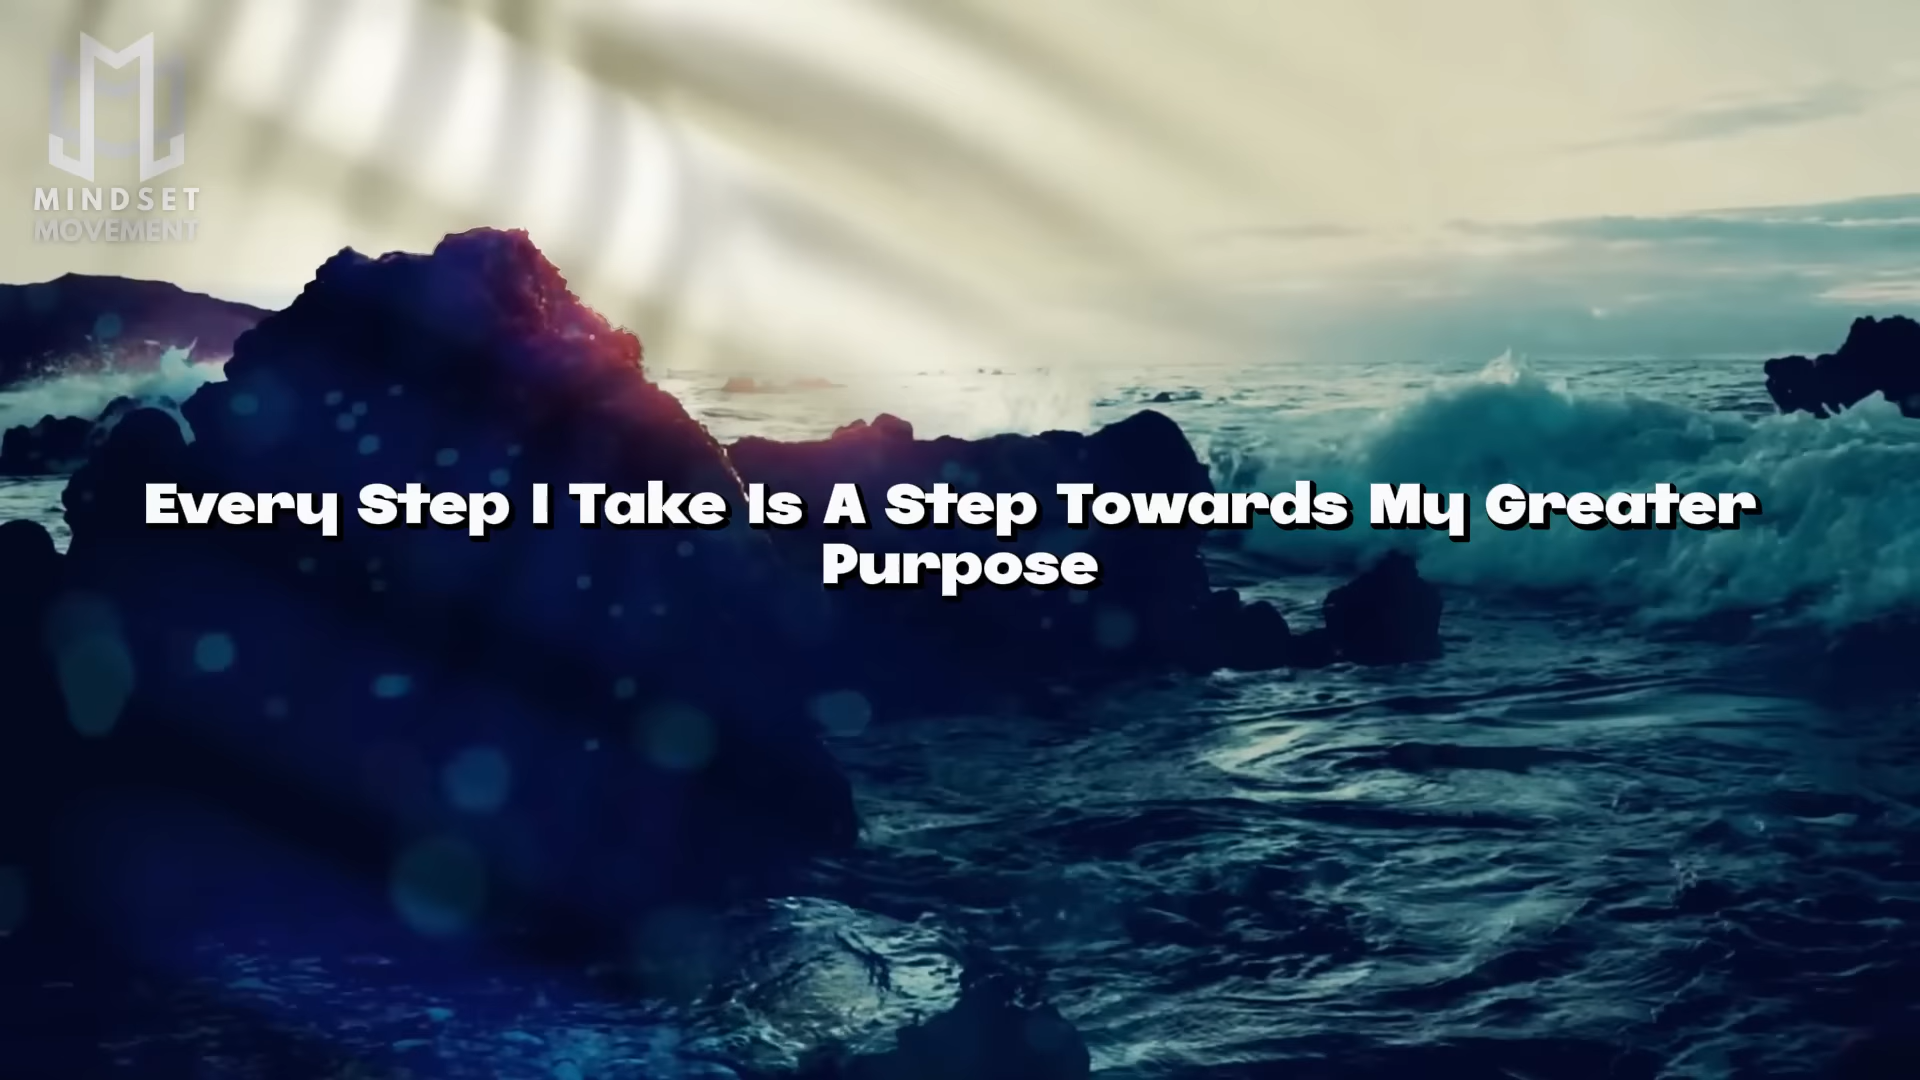 MINDSET
MOVEMENT
Every Step I Take Is A Step Towards My Greater
Purpose